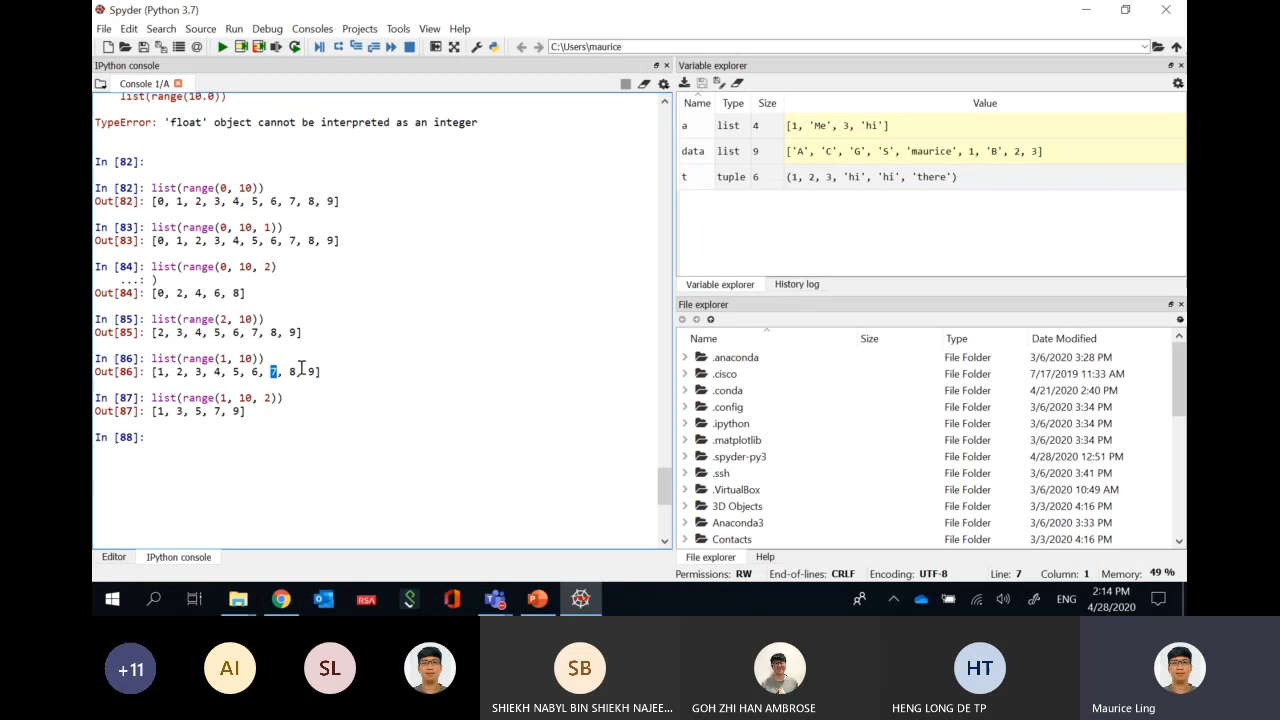 Spyder (Python 3.7)
File Edit Search Source Run Debug Consoles Projects Tools View Help
C:\Users\maurice
IPython console
Console 1/A
list(range(10.0))
TypeError: 'float' object cannot be interpreted as an integer
In [82]:
In [82]: list(range(0, 10))
Out[82]: [0, 1, 2, 3, 4, 5, 6, 7, 8, 9]
In [83]: list(range(0, 10, 1))
Out[83]: [0, 1, 2, 3, 4, 5, 6, 7, 8, 9]
In [84]: list(range(0, 10, 2)
...: )
Out[84]: [0, 2, 4, 6, 8]
In [85]: list(range(2, 10))
Out[85]: [2, 3, 4, 5, 6, 7, 8, 9]
In [86]: list(range(1, 10))
Out[86]: [1, 2, 3, 4, 5, 6, 7, 8, 9]
In [87]: list(range(1, 10, 2))
Out[87]: [1, 3, 5, 7, 9]
In [88]:
Editor IPython console
Variable explorer
Name Type Size Value
a list 4 [1, 'Me', 3, 'hi']
data list 9 ['A', 'C', 'G', 'S', 'maurice', 1, 'B', 2, 3]
t tuple 6 (1, 2, 3, 'hi', 'hi', 'there')
Variable explorer History log
File explorer
Name Size Type Date Modified
.anaconda File Folder 3/6/2020 3:28 PM
.cisco File Folder 7/17/2019 11:33 AM
.conda File Folder 4/21/2020 2:40 PM
.config File Folder 3/6/2020 3:34 PM
.ipython File Folder 3/6/2020 3:34 PM
.matplotlib File Folder 3/6/2020 3:34 PM
.spyder-py3 File Folder 4/28/2020 12:51 PM
.ssh File Folder 3/6/2020 3:41 PM
.VirtualBox File Folder 3/6/2020 10:49 AM
3D Objects File Folder 3/3/2020 4:16 PM
Anaconda3 File Folder 3/6/2020 3:33 PM
Contacts File Folder 3/3/2020 4:16 PM
File explorer Help
Permissions: RW End-of-lines: CRLF Encoding: UTF-8 Line: 7 Column: 1 Memory: 49 %
RSA
ENG
2:14 PM
4/28/2020
+11 AI SL SB HT
SHIEKH NABYL BIN SHIEKH NAJEE... GOH ZHI HAN AMBROSE HENG LONG DE TP Maurice Ling